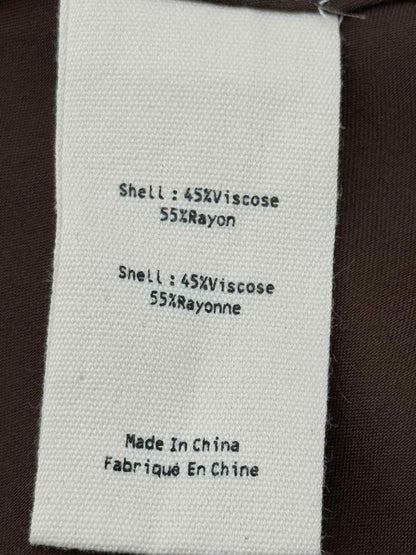 Shell : 45%Viscose
55%Rayon
Shell : 45%Viscose
55%Rayonne
Made In China
Fabriqué En Chine